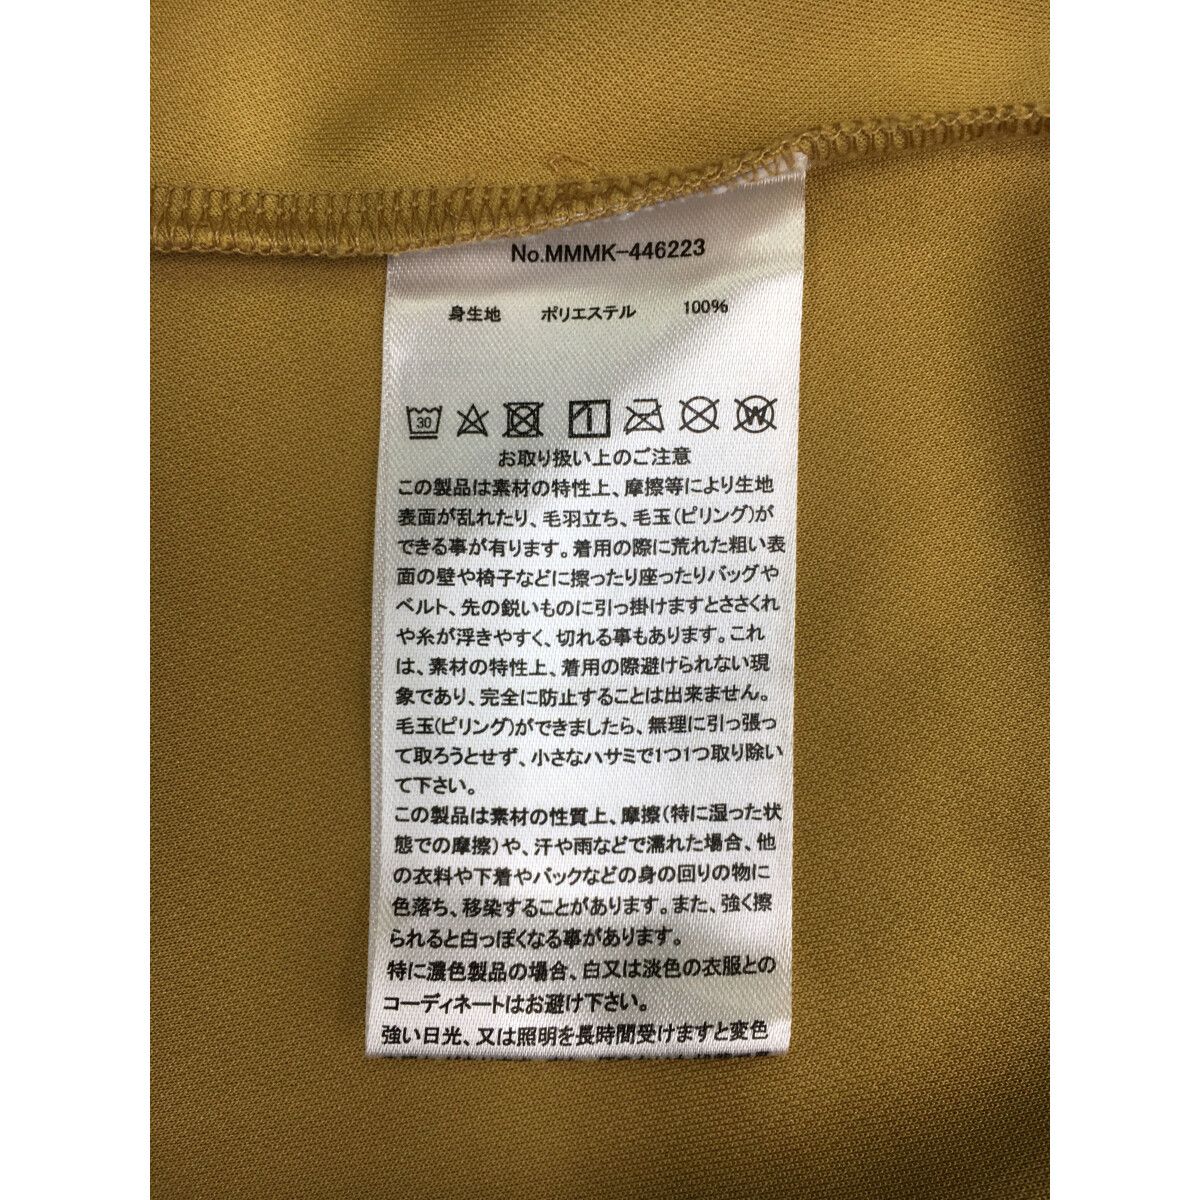 No.MMMK-446223
身生地 ポリエステル 100%
30 W
お取り扱い上のご注意
この製品は素材の特性上、摩擦等により生地
表面が乱れたり、毛羽立ち、毛玉(ピリング)が
できる事が有ります。着用の際に荒れた粗い表
面の壁や椅子などに擦ったり座ったりバッグや
ベルト、先の鋭いものに引っ掛けますとささくれ
や糸が浮きやすく、切れる事もあります。これ
は、素材の特性上、着用の際避けられない現
象であり、完全に防止することは出来ません。
毛玉(ピリング)ができましたら、無理に引っ張っ
て取ろうとせず、小さなハサミで1つ1つ取り除い
て下さい。
この製品は素材の性質上、摩擦(特に湿った状
態での摩擦)や、汗や雨などで濡れた場合、他
の衣料や下着やバックなどの身の回りの物に
色落ち、移染することがあります。また、強く擦
られると白っぽくなる事があります。
特に濃色製品の場合、白又は淡色の衣服との
コーディネートはお避け下さい。
強い日光、又は照明を長時間受けますと変色